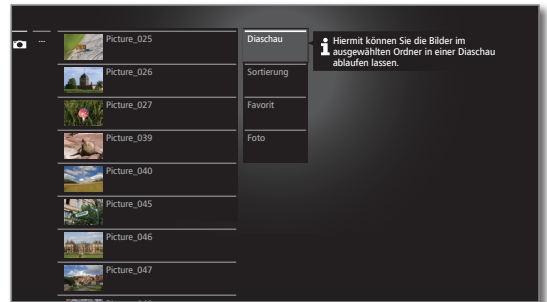 ...
Picture_025
Picture_026
Picture_027
Picture_039
Picture_040
Picture_045
Picture_046
Picture_047
Diaschau
Sortierung
Favorit
Foto
Hiermit können Sie die Bilder im
ausgewählten Ordner in einer Diaschau
ablaufen lassen.